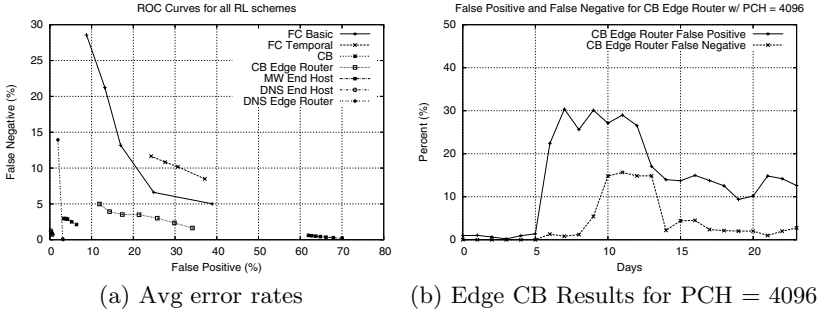 ROC Curves for all RL schemes
False Negative (%)
30
25
20
15
10
5
0
0 10 20 30 40 50 60 70 80
False Positive (%)
FC Basic
FC Temporal
CB
CB Edge Router
MW End Host
DNS End Host
DNS Edge Router
(a) Avg error rates
False Positive and False Negative for CB Edge Router w/ PCH = 4096
Percent (%)
50
40
30
20
10
0
0 5 10 15 20
Days
CB Edge Router False Positive
CB Edge Router False Negative
(b) Edge CB Results for PCH = 4096